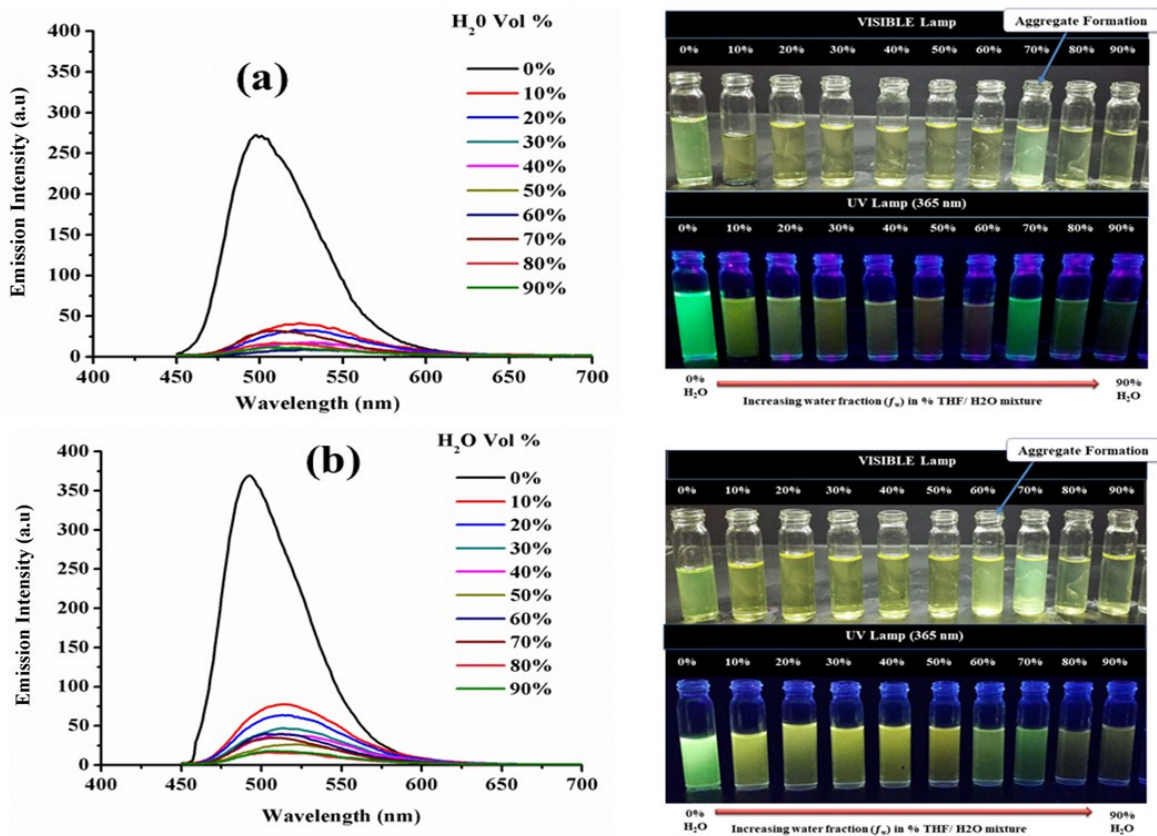 H₂0 Vol %
(a)
0%
10%
20%
30%
40%
50%
60%
70%
80%
90%
Emission Intensity (a.u)
400
350
300
250
200
150
100
50
0
400 450 500 550 600 650 700
Wavelength (nm)
Aggregate Formation
VISIBLE Lamp
0% 10% 20% 30% 40% 50% 60% 70% 80% 90%
UV Lamp (365 nm)
0% 10% 20% 30% 40% 50% 60% 70% 80% 90%
0% H₂O
90% H₂O
Increasing water fraction (fw) in % THF/ H2O mixture
H₂O Vol %
(b)
0%
10%
20%
30%
40%
50%
60%
70%
80%
90%
Emission Intensity (a.u)
400
350
300
250
200
150
100
50
0
400 450 500 550 600 650 700
Wavelength (nm)
Aggregate Formation
VISIBLE Lamp
0% 10% 20% 30% 40% 50% 60% 70% 80% 90%
UV Lamp (365 nm)
0% 10% 20% 30% 40% 50% 60% 70% 80% 90%
0% H₂O
90% H₂O
Increasing water fraction (fw) in % THF/ H2O mixture